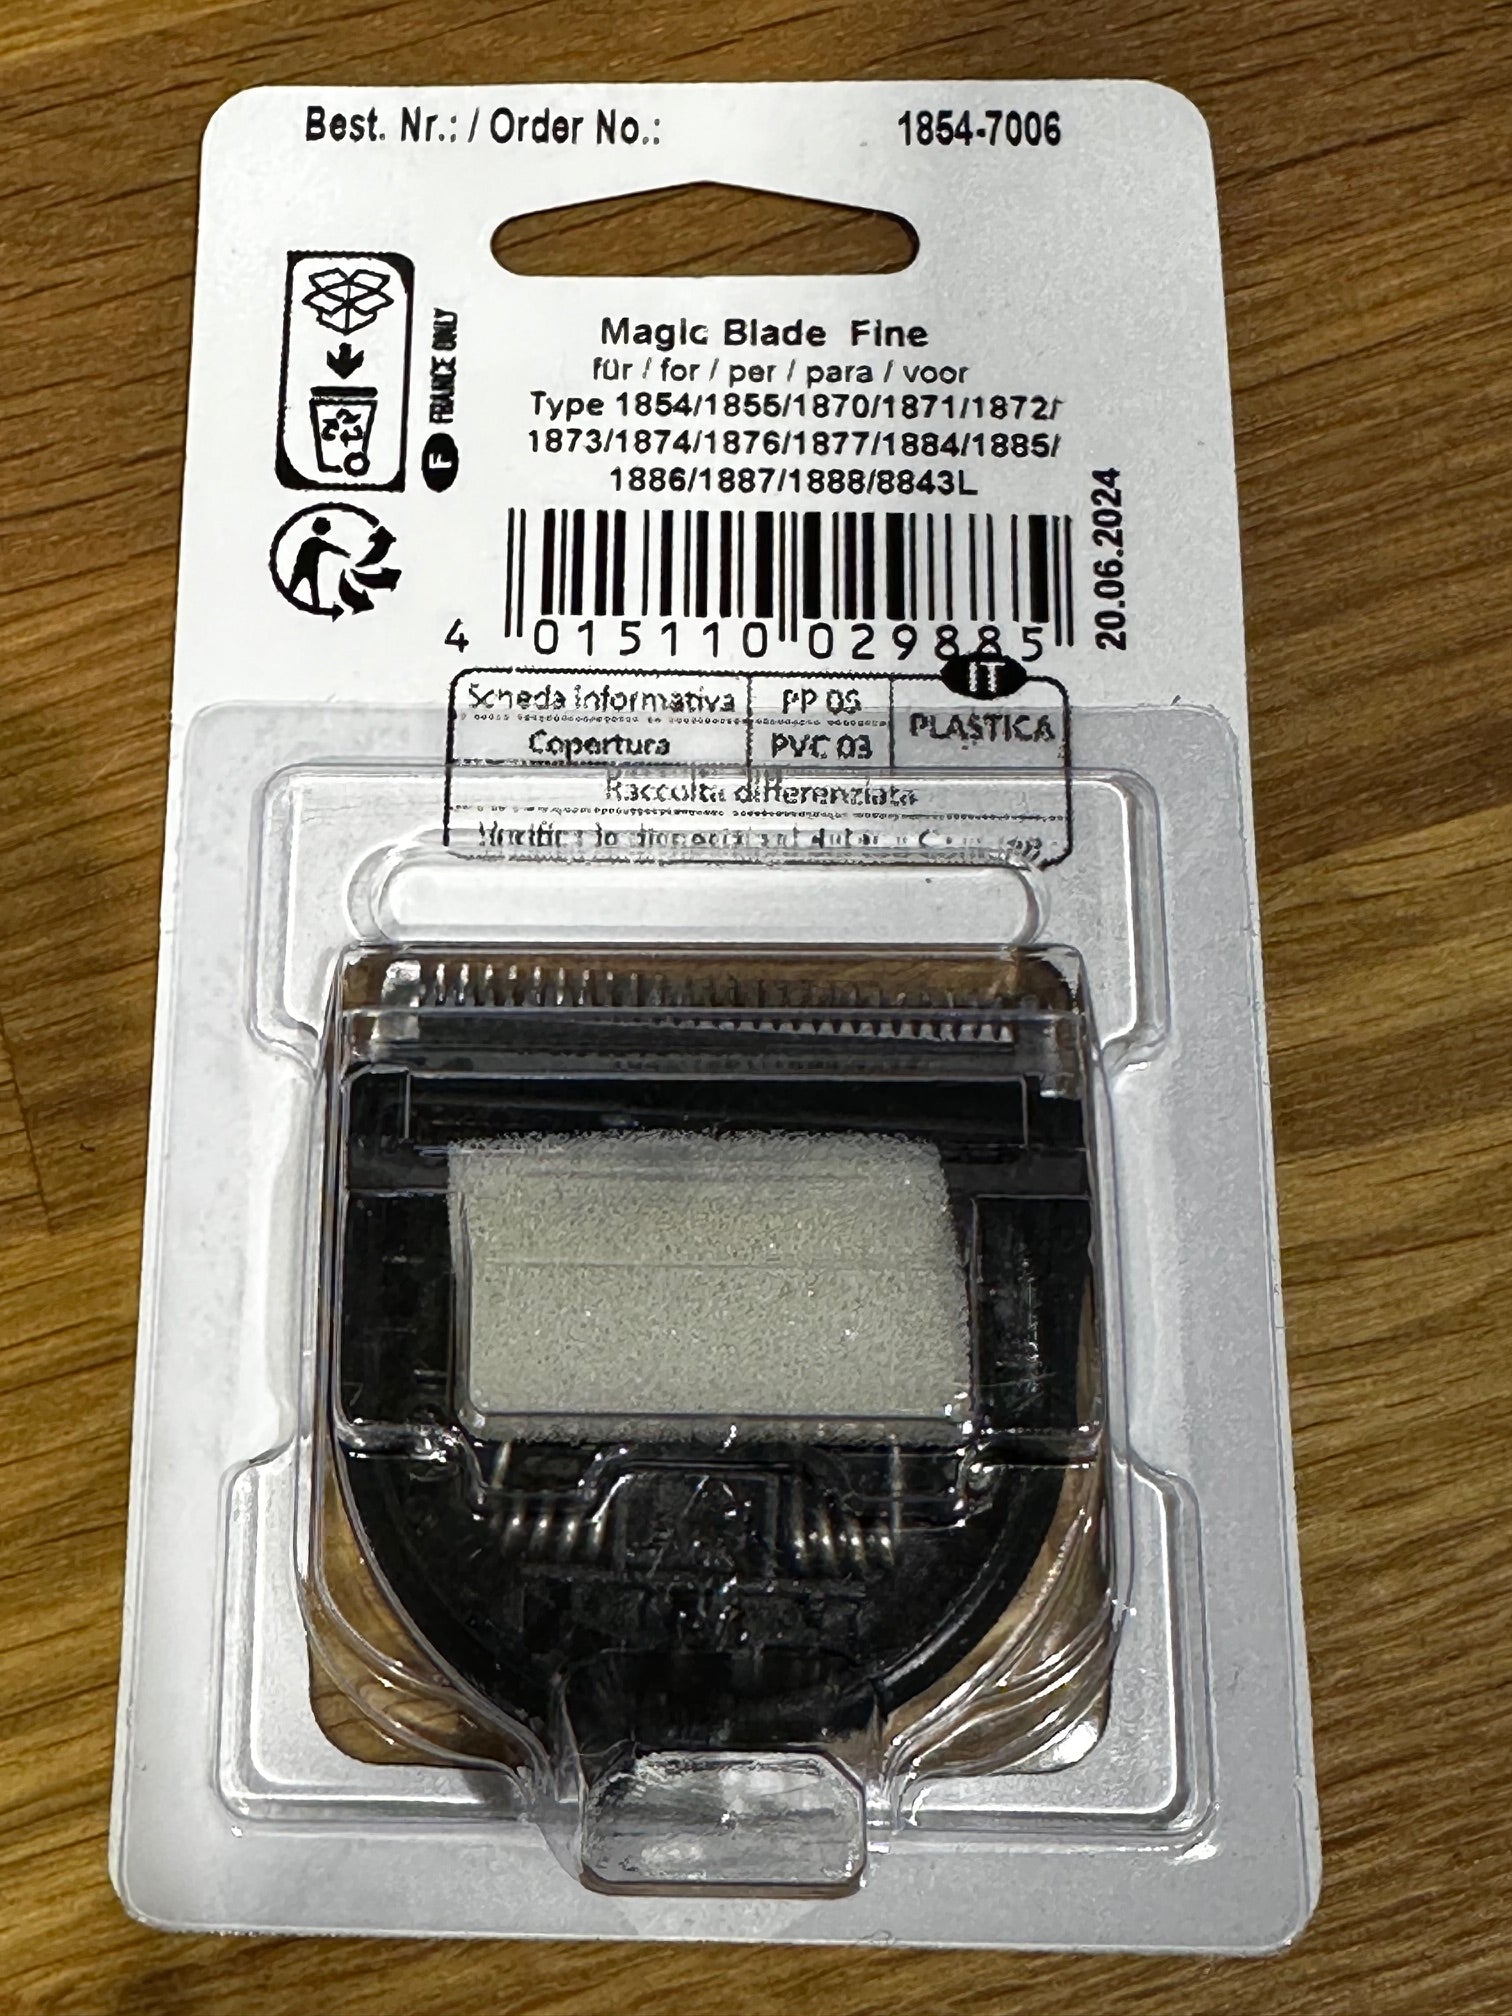 Best. Nr.: / Order No.: 1854-7006
FRANCE ONLY
F
Magic Blade Fine
für / for / per / para / voor
Type 1854/1855/1870/1871/1872/
1873/1874/1876/1877/1884/1885/
1886/1887/1888/8843L
20.06.2024
4 015110 029885
IT
Scheda informativa PP 05 PLASTICA
Copertura PVC 03
Raccolta differenziata